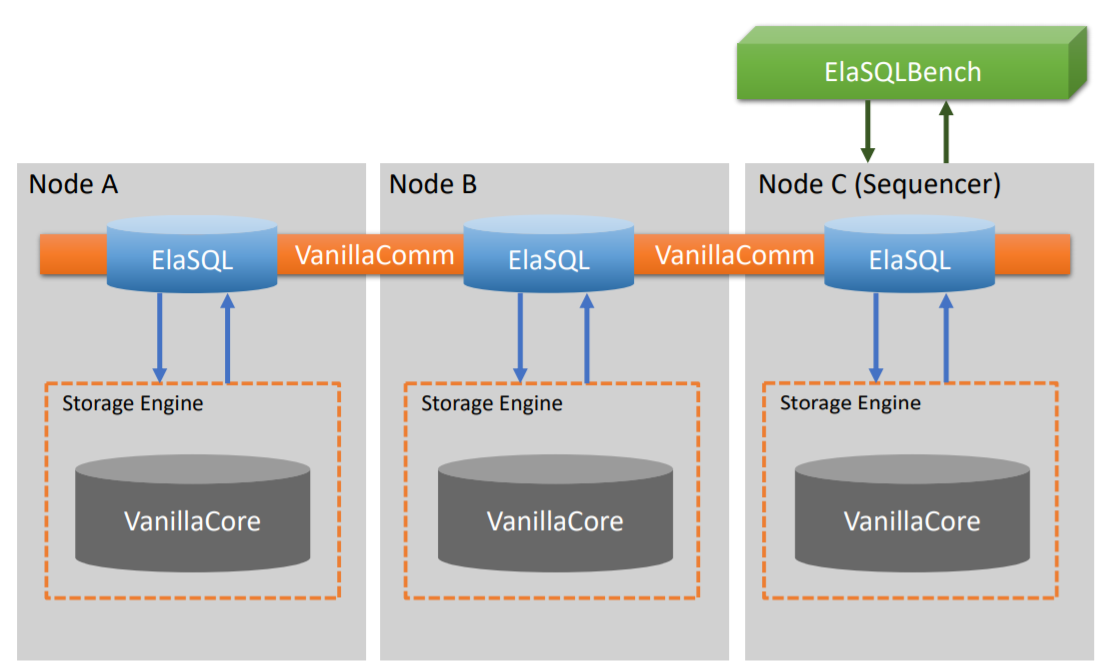 ElaSQLBench
Node A
Node B
Node C (Sequencer)
ElaSQL
VanillaComm
ElaSQL
VanillaComm
ElaSQL
Storage Engine
Storage Engine
Storage Engine
VanillaCore
VanillaCore
VanillaCore